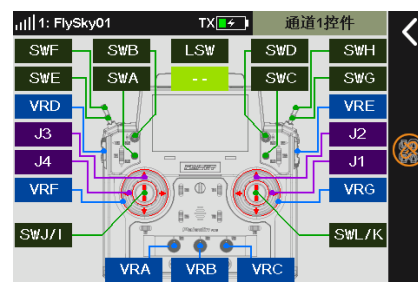 1: FlySky01 TX 通道1控件
SWF SWB LSW SWD SWH
SWE SWA -- SWC SWG
VRD VRE
J3 J2
J4 J1
VRF VRG
SWJ/I SWL/K
VRA VRB VRC